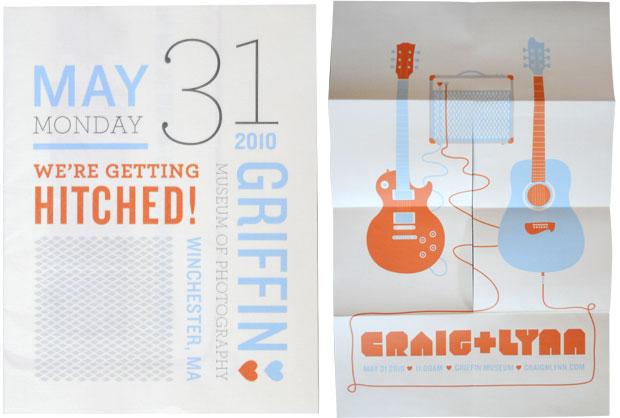 MAY
MONDAY
31
2010
WE'RE GETTING
HITCHED!
GRIFFIN
MUSEUM OF PHOTOGRAPHY
WINCHESTER, MA
CRAIG+LYNN
MAY 31 2010 ♥ 11:00AM ♥ GRIFFIN MUSEUM ♥ CRAIGNLYNN.COM